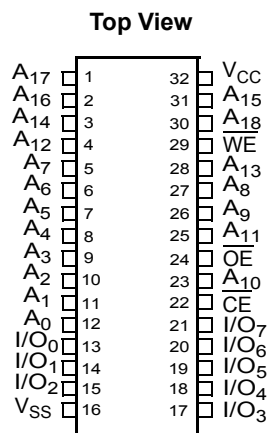 Top View
A17 1 32 VCC
A16 2 31 A15
A14 3 30 A18
A12 4 29 W̅E̅
A7 5 28 A13
A6 6 27 A8
A5 7 26 A9
A4 8 25 A11
A3 9 24 O̅E̅
A2 10 23 A10
A1 11 22 C̅E̅
A0 12 21 I/O7
I/O0 13 20 I/O6
I/O1 14 19 I/O5
I/O2 15 18 I/O4
VSS 16 17 I/O3